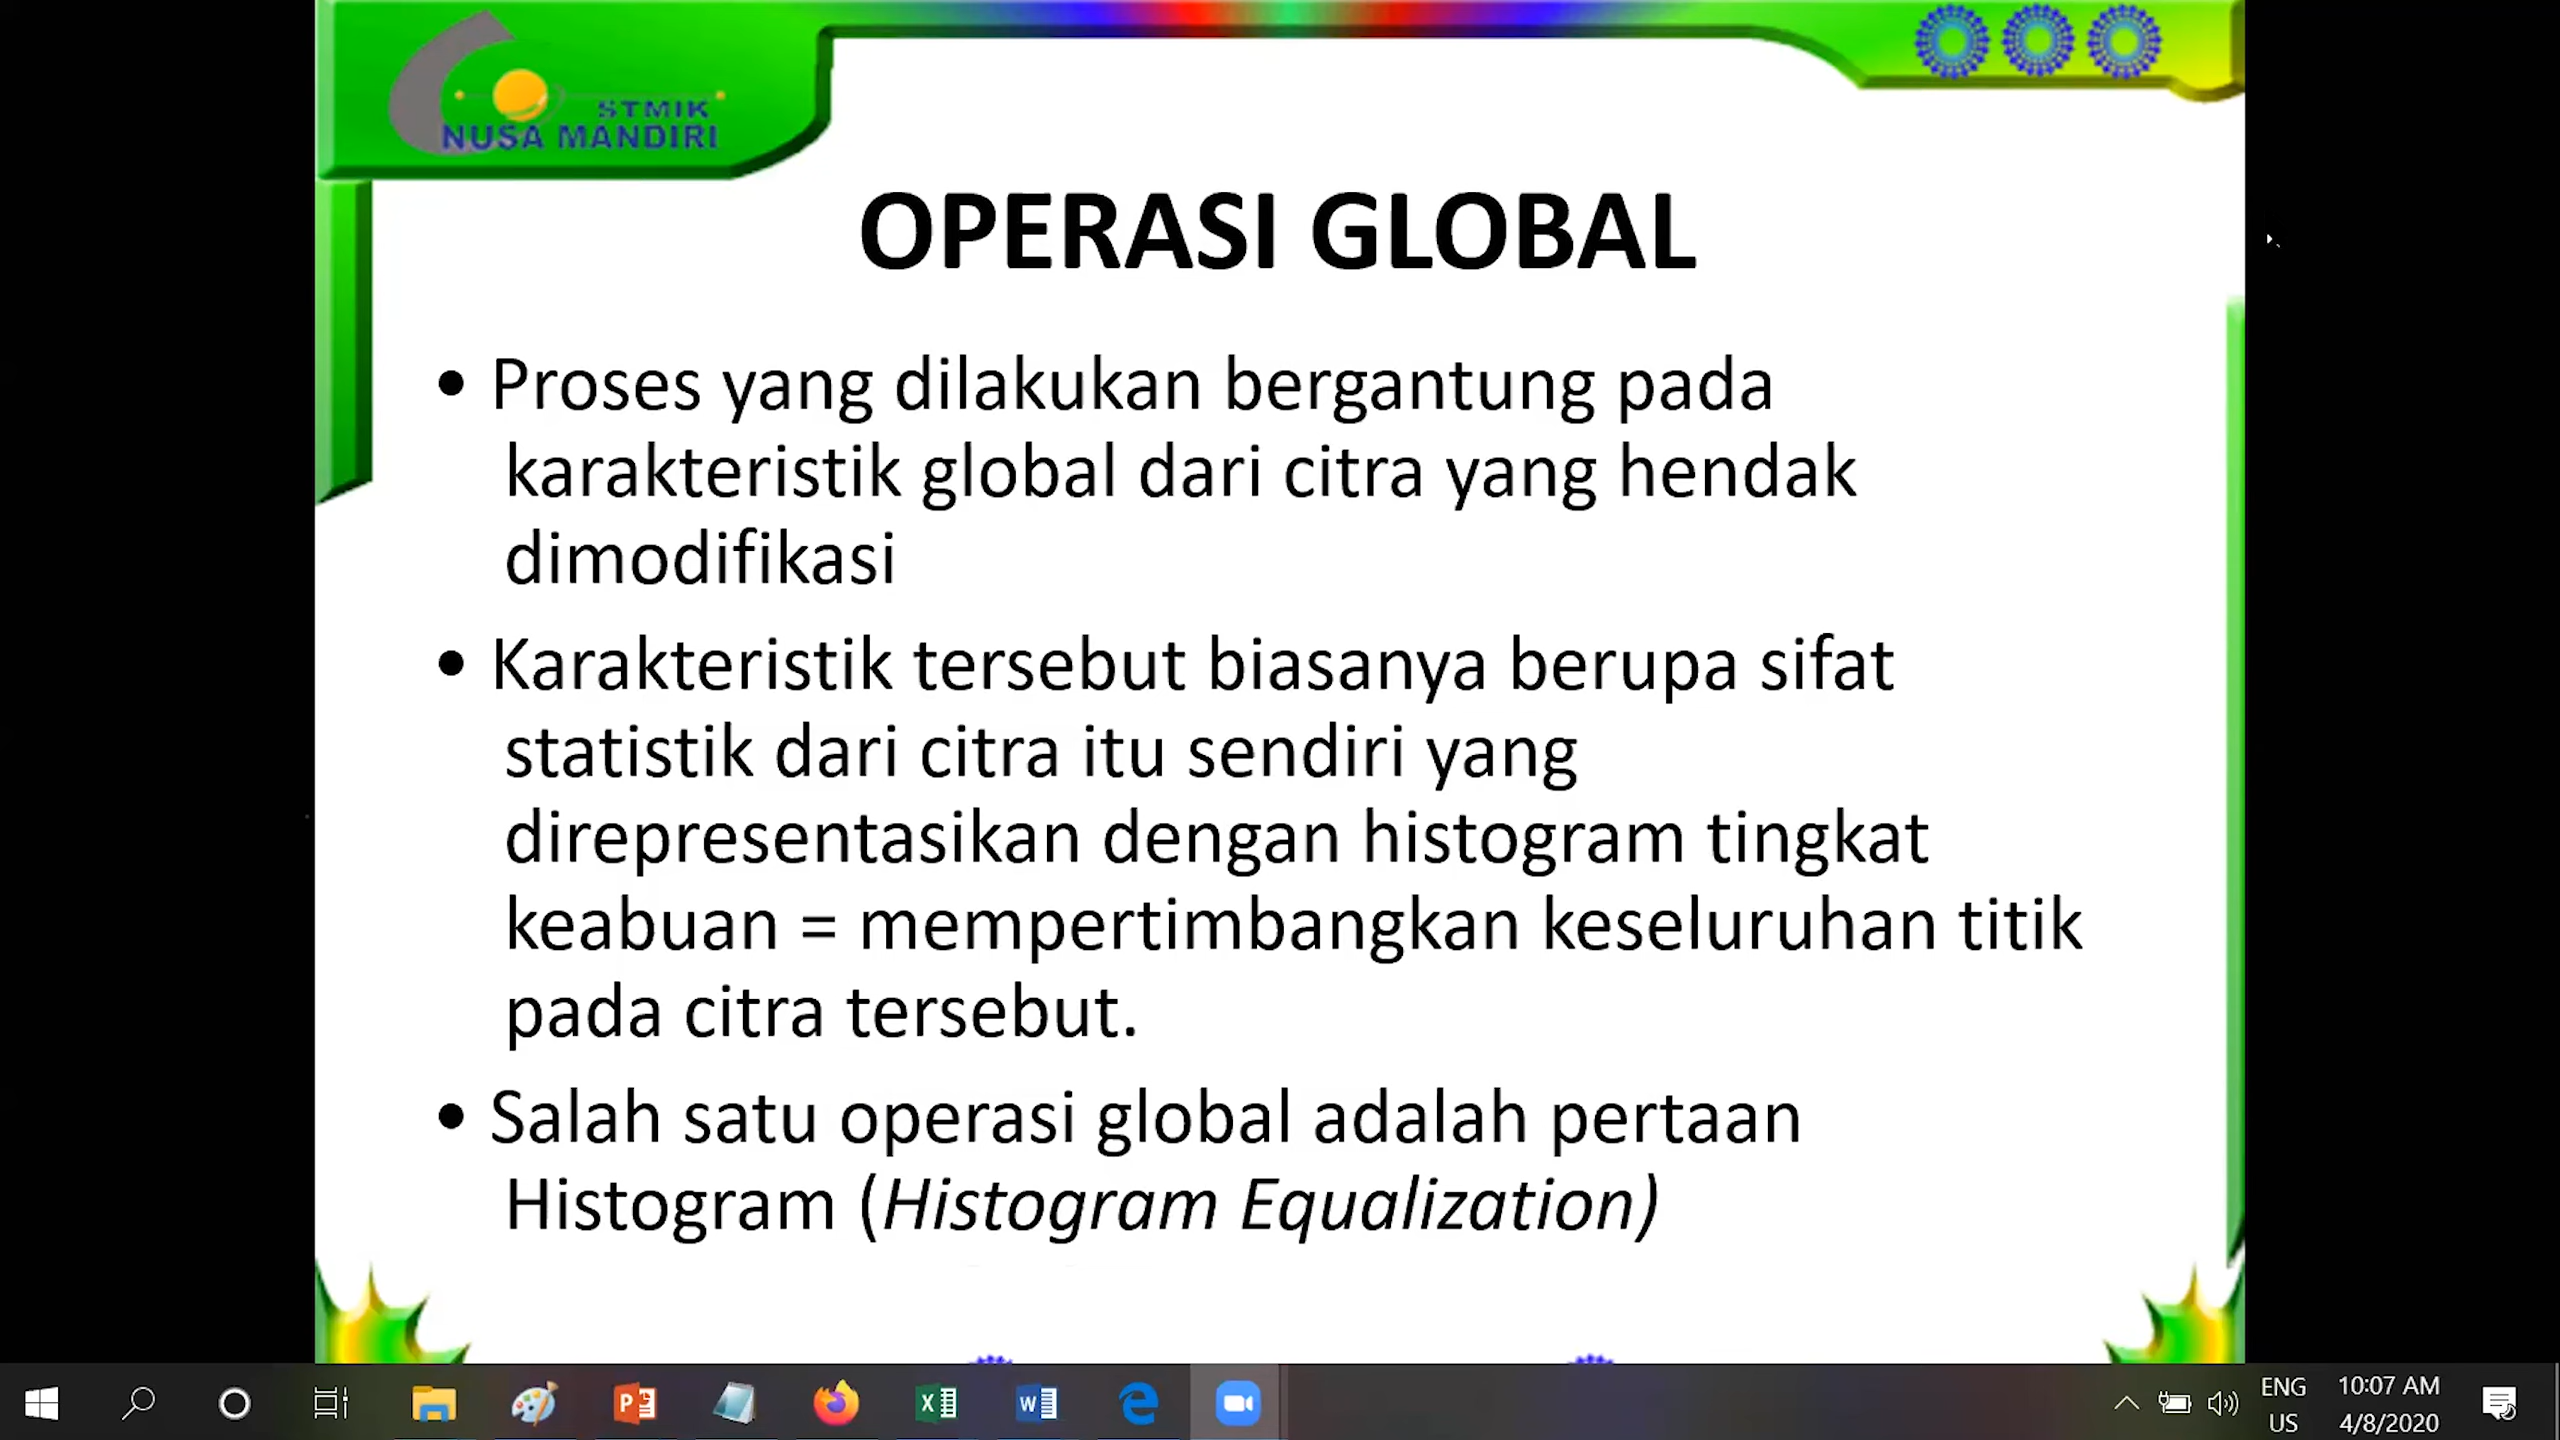 STMIK
NUSA MANDIRI
OPERASI GLOBAL
• Proses yang dilakukan bergantung pada
karakteristik global dari citra yang hendak
dimodifikasi
• Karakteristik tersebut biasanya berupa sifat
statistik dari citra itu sendiri yang
direpresentasikan dengan histogram tingkat
keabuan = mempertimbangkan keseluruhan titik
pada citra tersebut.
• Salah satu operasi global adalah pertaan
Histogram (Histogram Equalization)
ENG
US
10:07 AM
4/8/2020